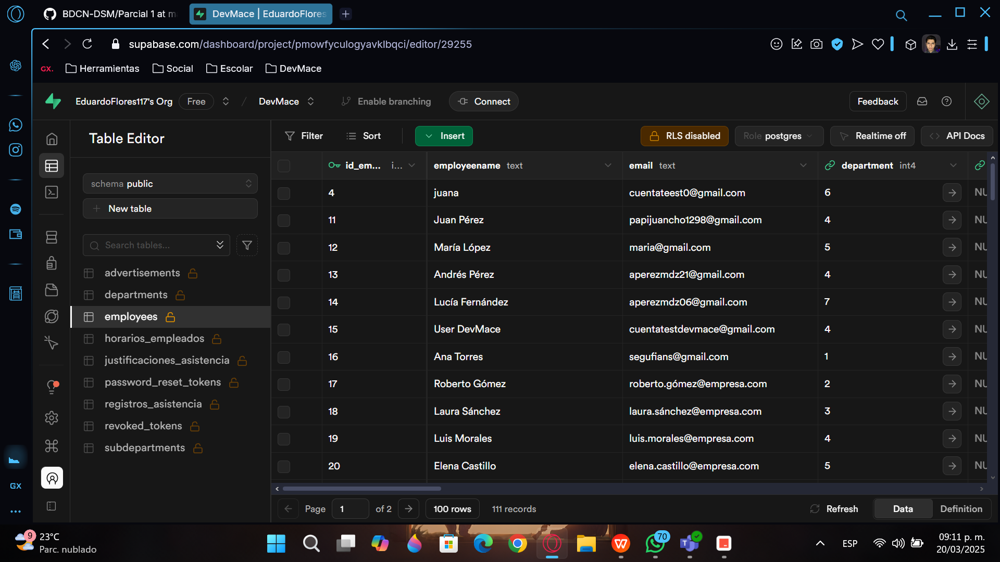 BDCN-DSM/Parcial 1 at m
DevMace | EduardoFlores
supabase.com/dashboard/project/pmowfyculogyavklbqci/editor/29255
GX.
Herramientas
Social
Escolar
DevMace
EduardoFlores117's Org
Free
/
DevMace
Enable branching
Connect
Feedback
Table Editor
Filter
Sort
Insert
RLS disabled
Role postgres
Realtime off
API Docs
schema public
New table
Search tables...
advertisements
departments
employees
horarios_empleados
justificaciones_asistencia
password_reset_tokens
registros_asistencia
revoked_tokens
subdepartments
id_em... i... employeename text email text department int4
4 juana cuentateest0@gmail.com 6 NU
11 Juan Pérez papijuancho1298@gmail.com 4 NU
12 María López maria@gmail.com 5 NU
13 Andrés Pérez aperezmdz21@gmail.com 4 NU
14 Lucía Fernández aperezmdz06@gmail.com 7 NU
15 User DevMace cuentatestdevmace@gmail.com 4 NU
16 Ana Torres segufians@gmail.com 1 NU
17 Roberto Gómez roberto.gómez@empresa.com 2 NU
18 Laura Sánchez laura.sánchez@empresa.com 3 NU
19 Luis Morales luis.morales@empresa.com 4 NU
20 Elena Castillo elena.castillo@empresa.com 5 NU
Page 1 of 2
100 rows
111 records
Refresh
Data
Definition
GX
9
23°C
Parc. nublado
70
ESP
09:11 p. m.
20/03/2025